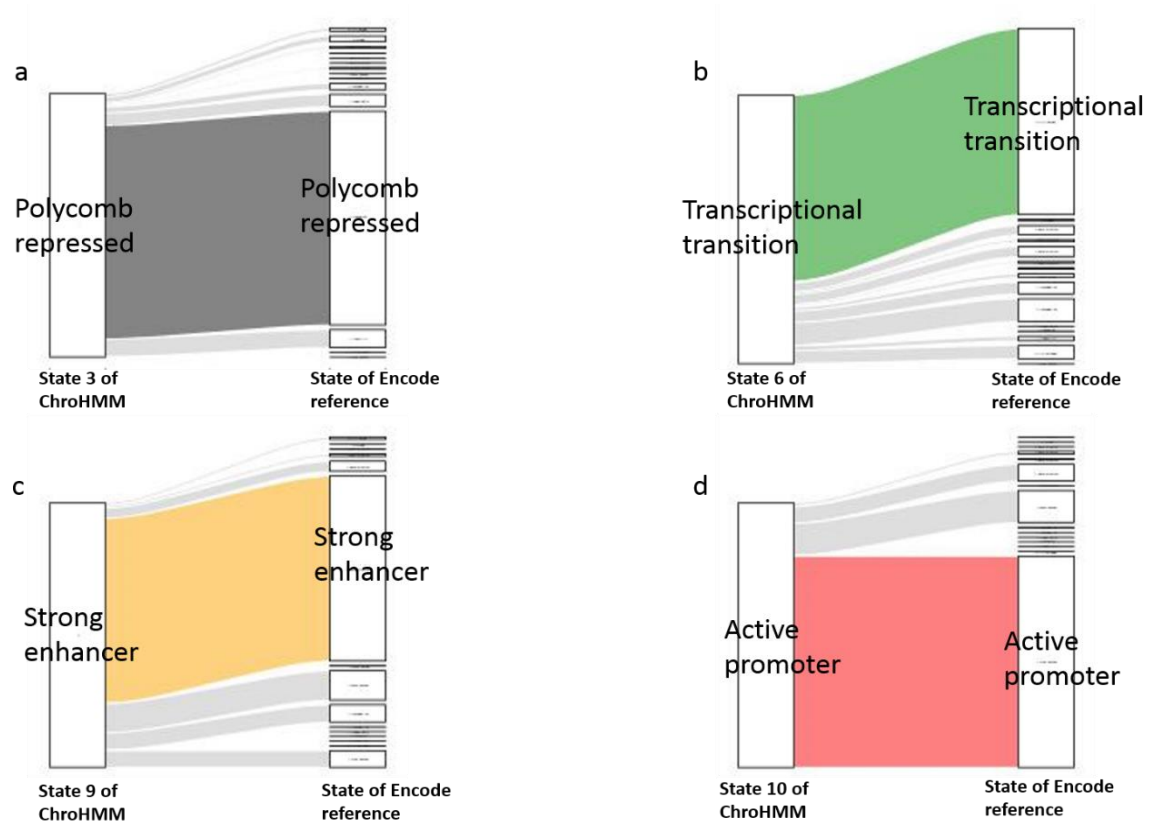 a
Polycomb
repressed
Polycomb
repressed
State 3 of
ChroHMM
State of Encode
reference
b
Transcriptional
transition
Transcriptional
transition
State 6 of
ChroHMM
State of Encode
reference
c
Strong
enhancer
Strong
enhancer
State 9 of
ChroHMM
State of Encode
reference
d
Active
promoter
Active
promoter
State 10 of
ChroHMM
State of Encode
reference